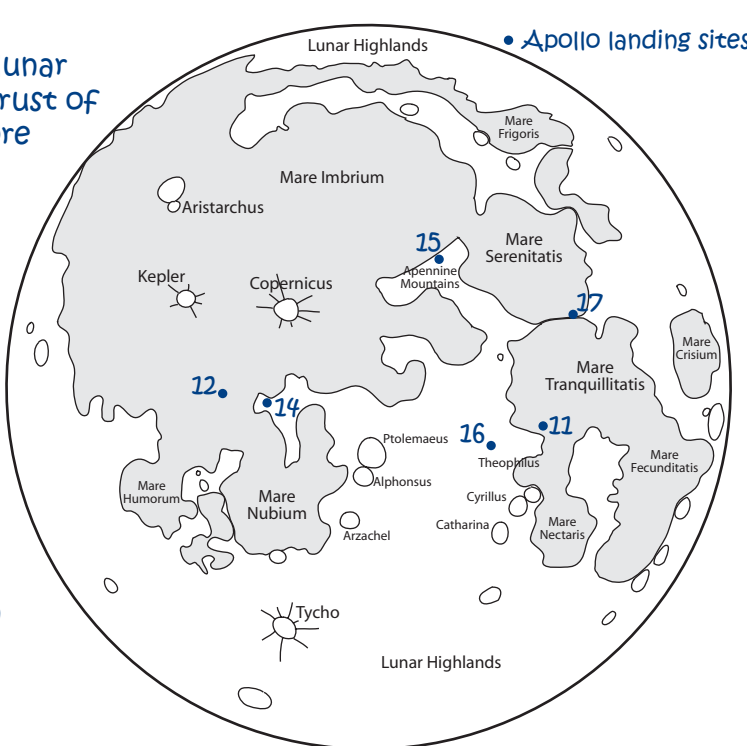 Lunar Highlands
• Apollo landing sites
unar
rust of
re
Mare
Frigoris
Mare Imbrium
Aristarchus
15
Mare
Serenitatis
Apennine
Mountains
Kepler
Copernicus
17
Mare
Crisium
Mare
Tranquillitatis
12
14
11
16
Ptolemaeus
Theophilus
Mare
Fecunditatis
Alphonsus
Mare
Humorum
Mare
Nubium
Cyrillus
Catharina
Arzachel
Mare
Nectaris
Tycho
Lunar Highlands